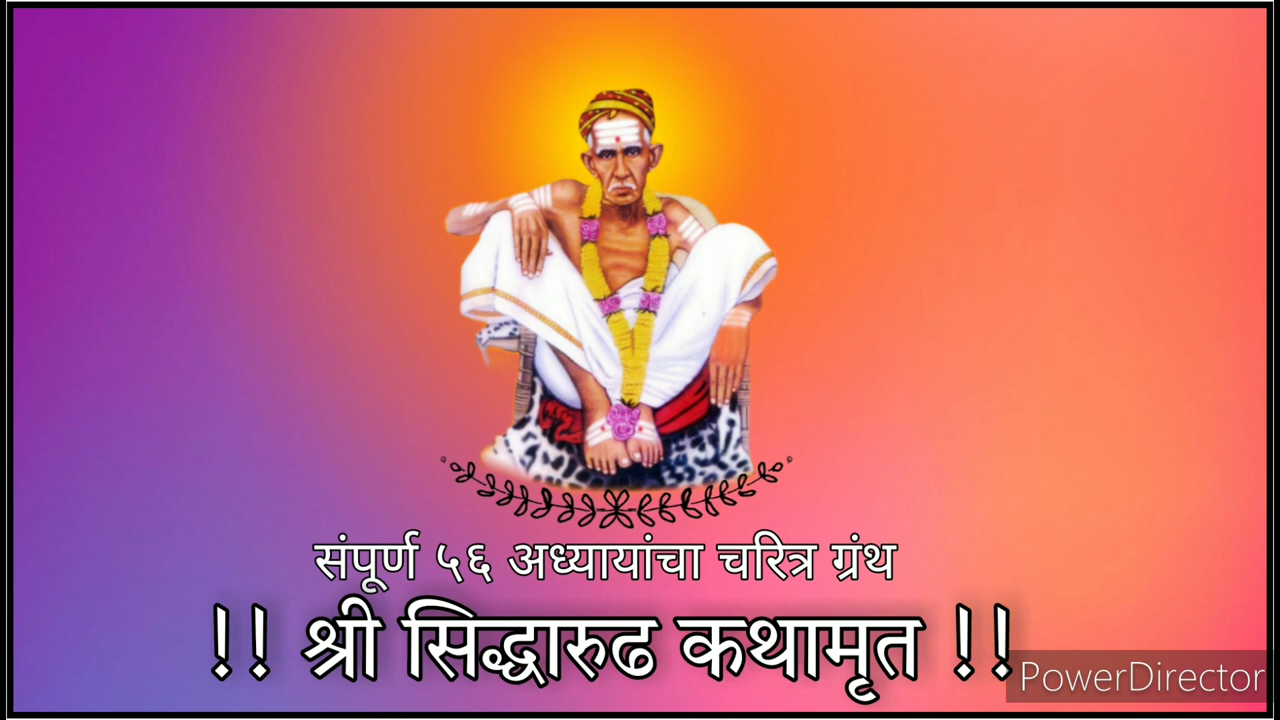 संपूर्ण ५६ अध्यायांचा चरित्र ग्रंथ
!! श्री सिद्धारुढ कथामृत !!
PowerDirector